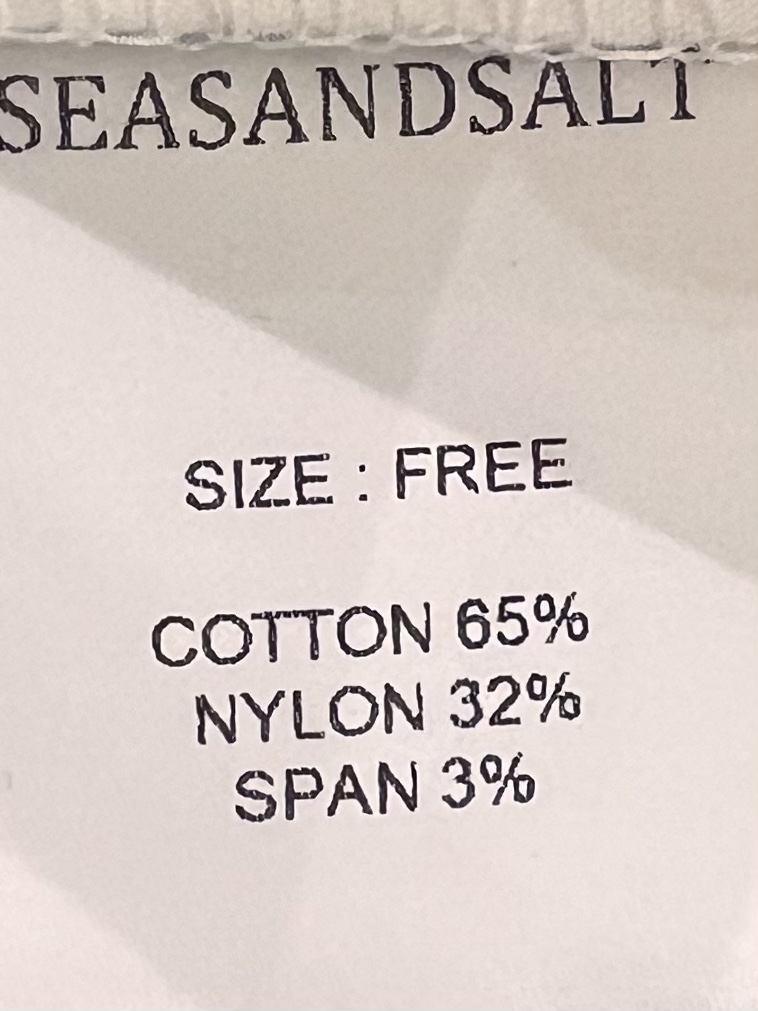 SEASANDSALT
SIZE : FREE
COTTON 65%
NYLON 32%
SPAN 3%